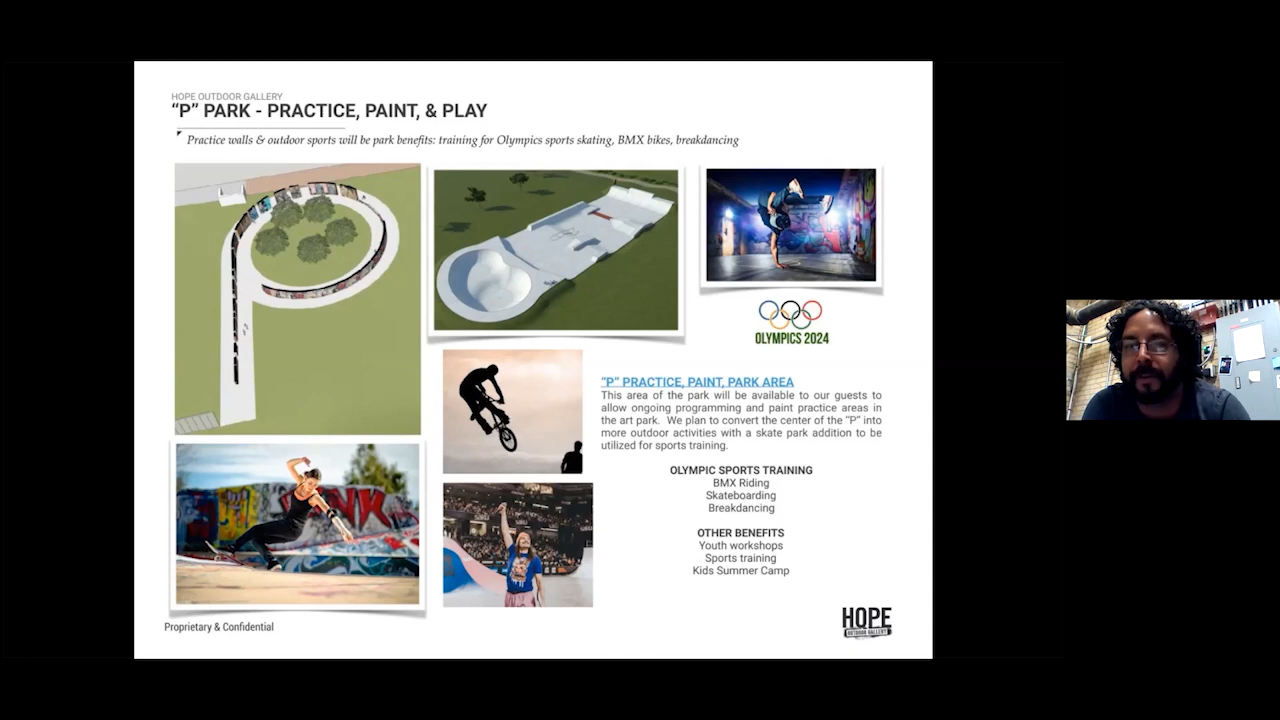 HOPE OUTDOOR GALLERY
“P” PARK - PRACTICE, PAINT, & PLAY
Practice walls & outdoor sports will be park benefits: training for Olympics sports skating, BMX bikes, breakdancing
OLYMPICS 2024
“P” PRACTICE, PAINT, PARK AREA
This area of the park will be available to our guests to
allow ongoing programming and paint practice areas in
the art park. We plan to convert the center of the “P” into
more outdoor activities with a skate park addition to be
utilized for sports training.
OLYMPIC SPORTS TRAINING
BMX Riding
Skateboarding
Breakdancing
OTHER BENEFITS
Youth workshops
Sports training
Kids Summer Camp
Proprietary & Confidential
HOPE
OUTDOOR GALLERY